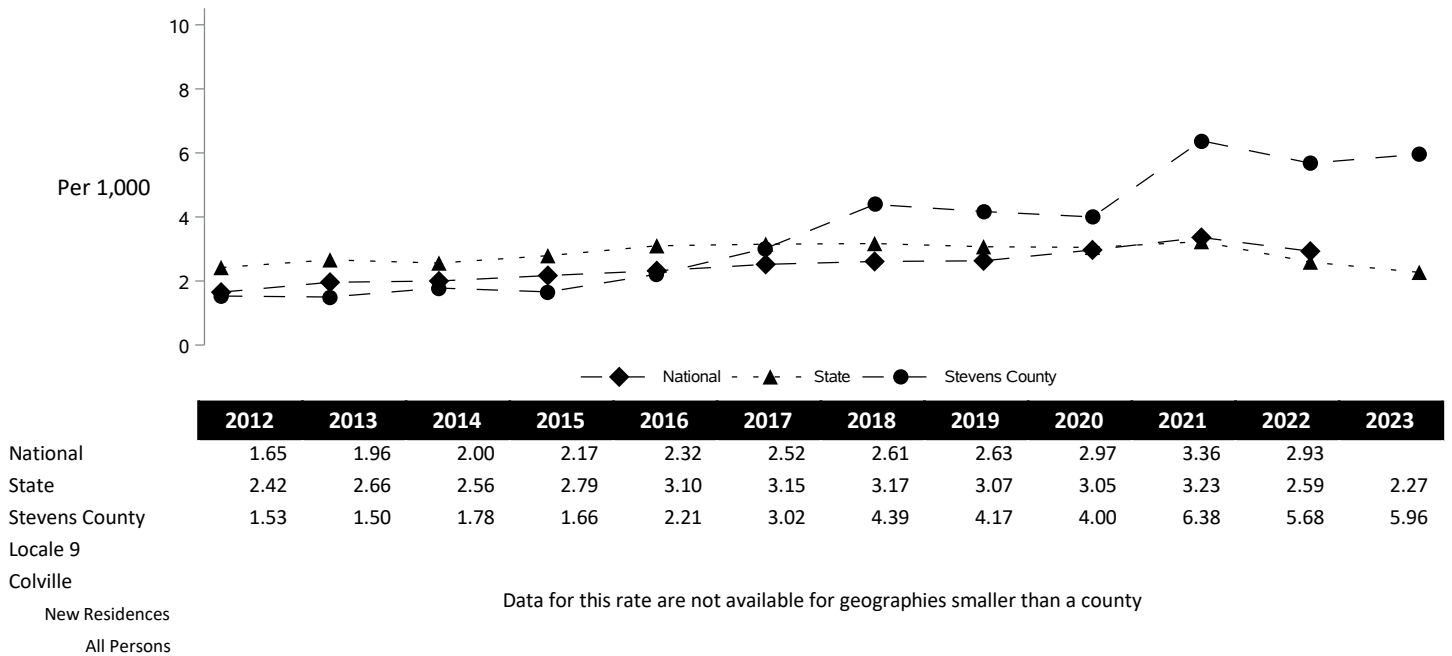 10
8
6
Per 1,000
4
2
0
National State Stevens County
2012 2013 2014 2015 2016 2017 2018 2019 2020 2021 2022 2023
National 1.65 1.96 2.00 2.17 2.32 2.52 2.61 2.63 2.97 3.36 2.93
State 2.42 2.66 2.56 2.79 3.10 3.15 3.17 3.07 3.05 3.23 2.59 2.27
Stevens County 1.53 1.50 1.78 1.66 2.21 3.02 4.39 4.17 4.00 6.38 5.68 5.96
Locale 9
Colville
Data for this rate are not available for geographies smaller than a county
New Residences
All Persons